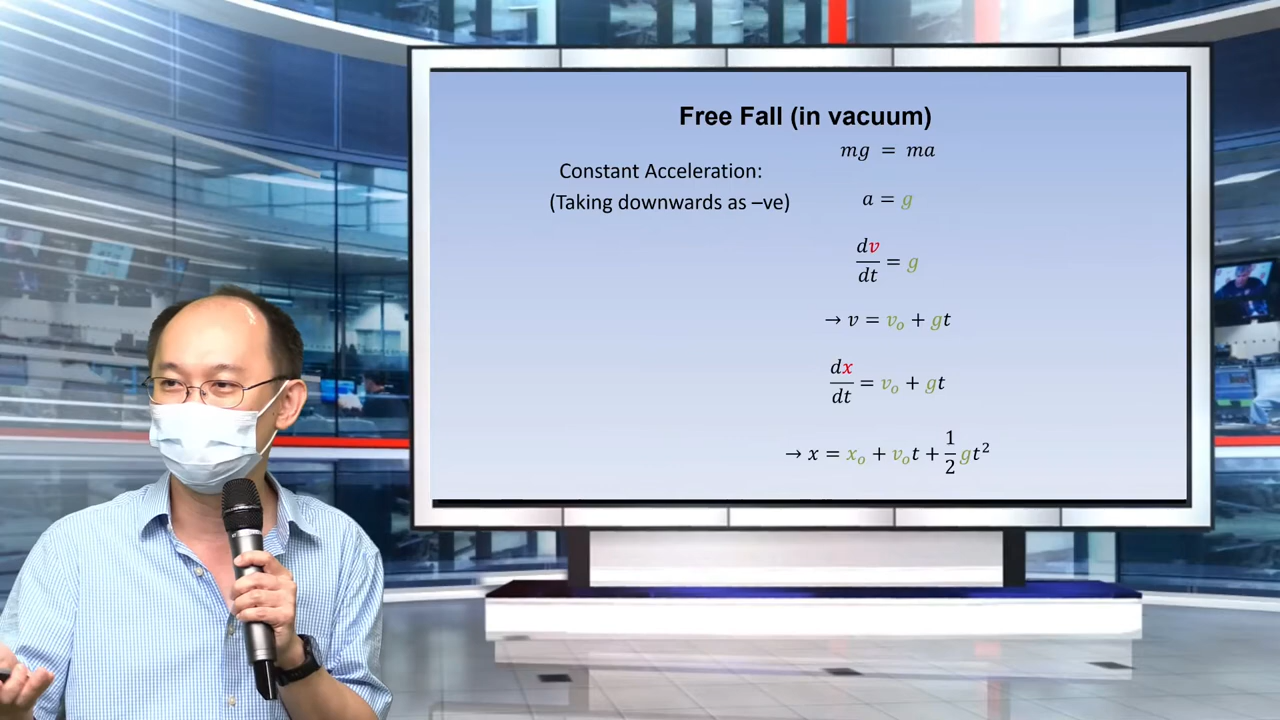 Free Fall (in vacuum)
mg = ma
Constant Acceleration:
(Taking downwards as –ve)
a = g
dv/dt = g
→ v = vₒ + gt
dx/dt = vₒ + gt
→ x = xₒ + vₒt + 1/2 gt²